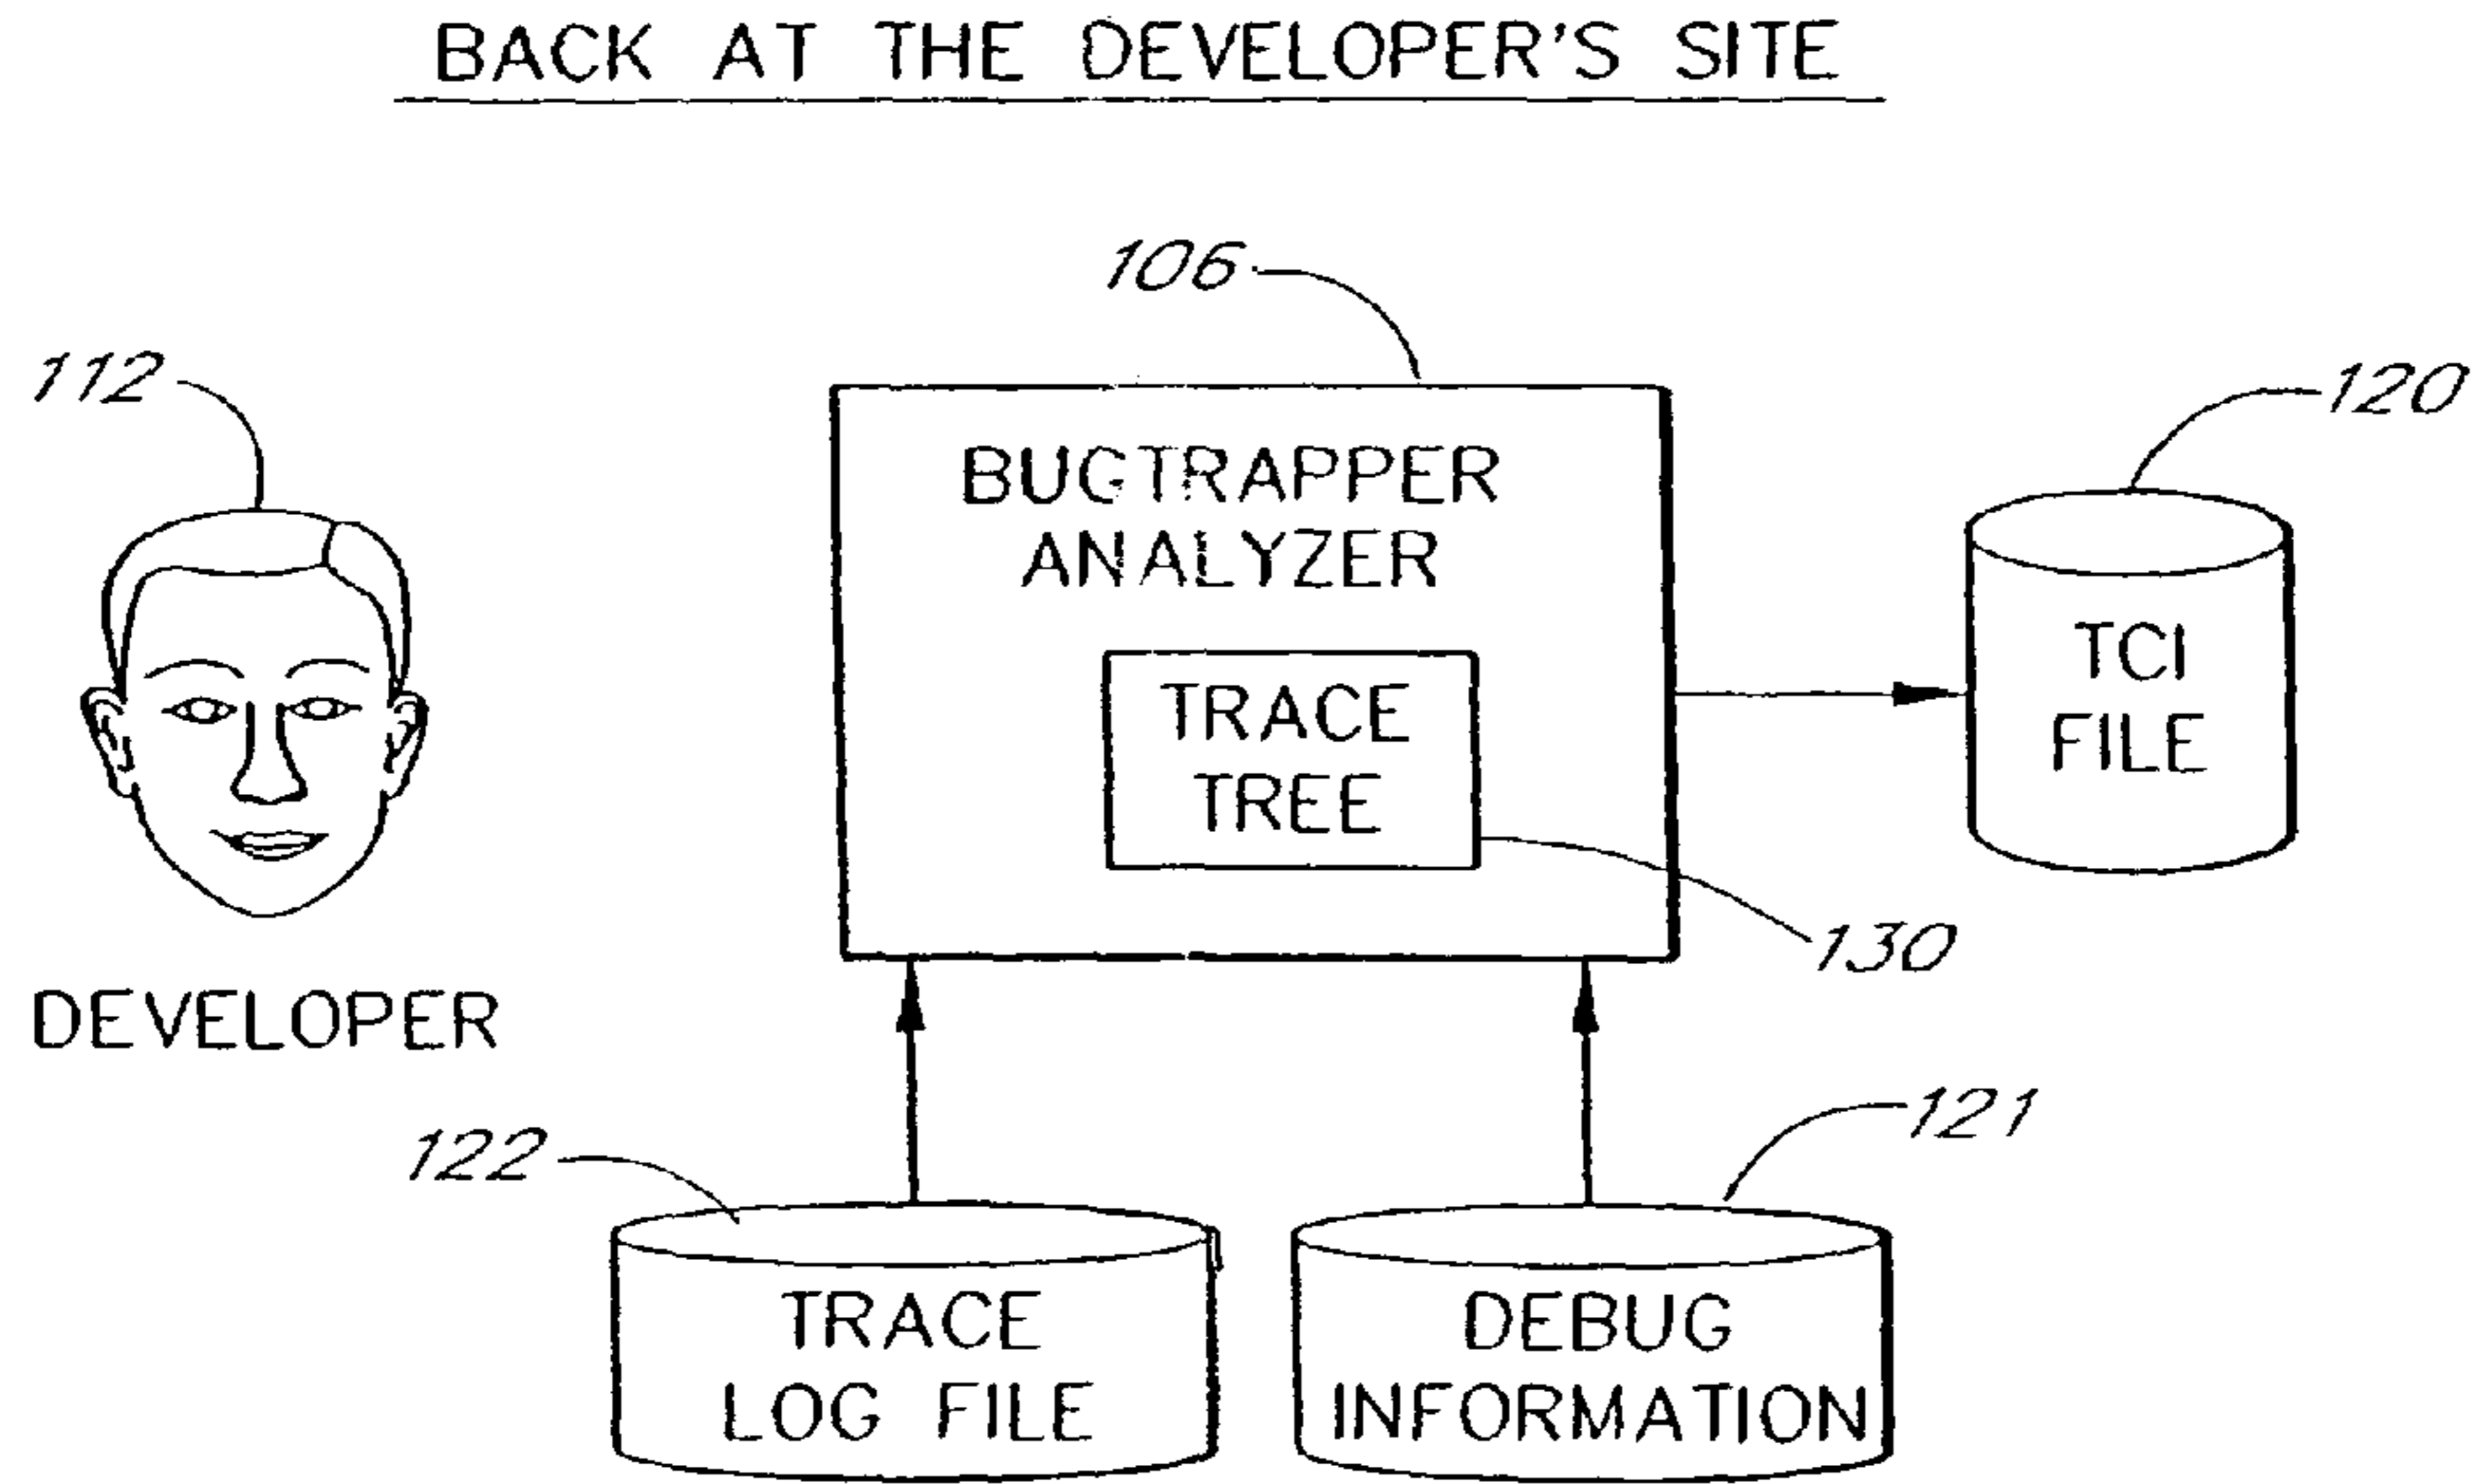 BACK AT THE DEVELOPER'S SITE
106
112
120
BUGTRAPPER
ANALYZER
TCI
FILE
TRACE
TREE
130
DEVELOPER
122
121
TRACE
LOG FILE
DEBUG
INFORMATION